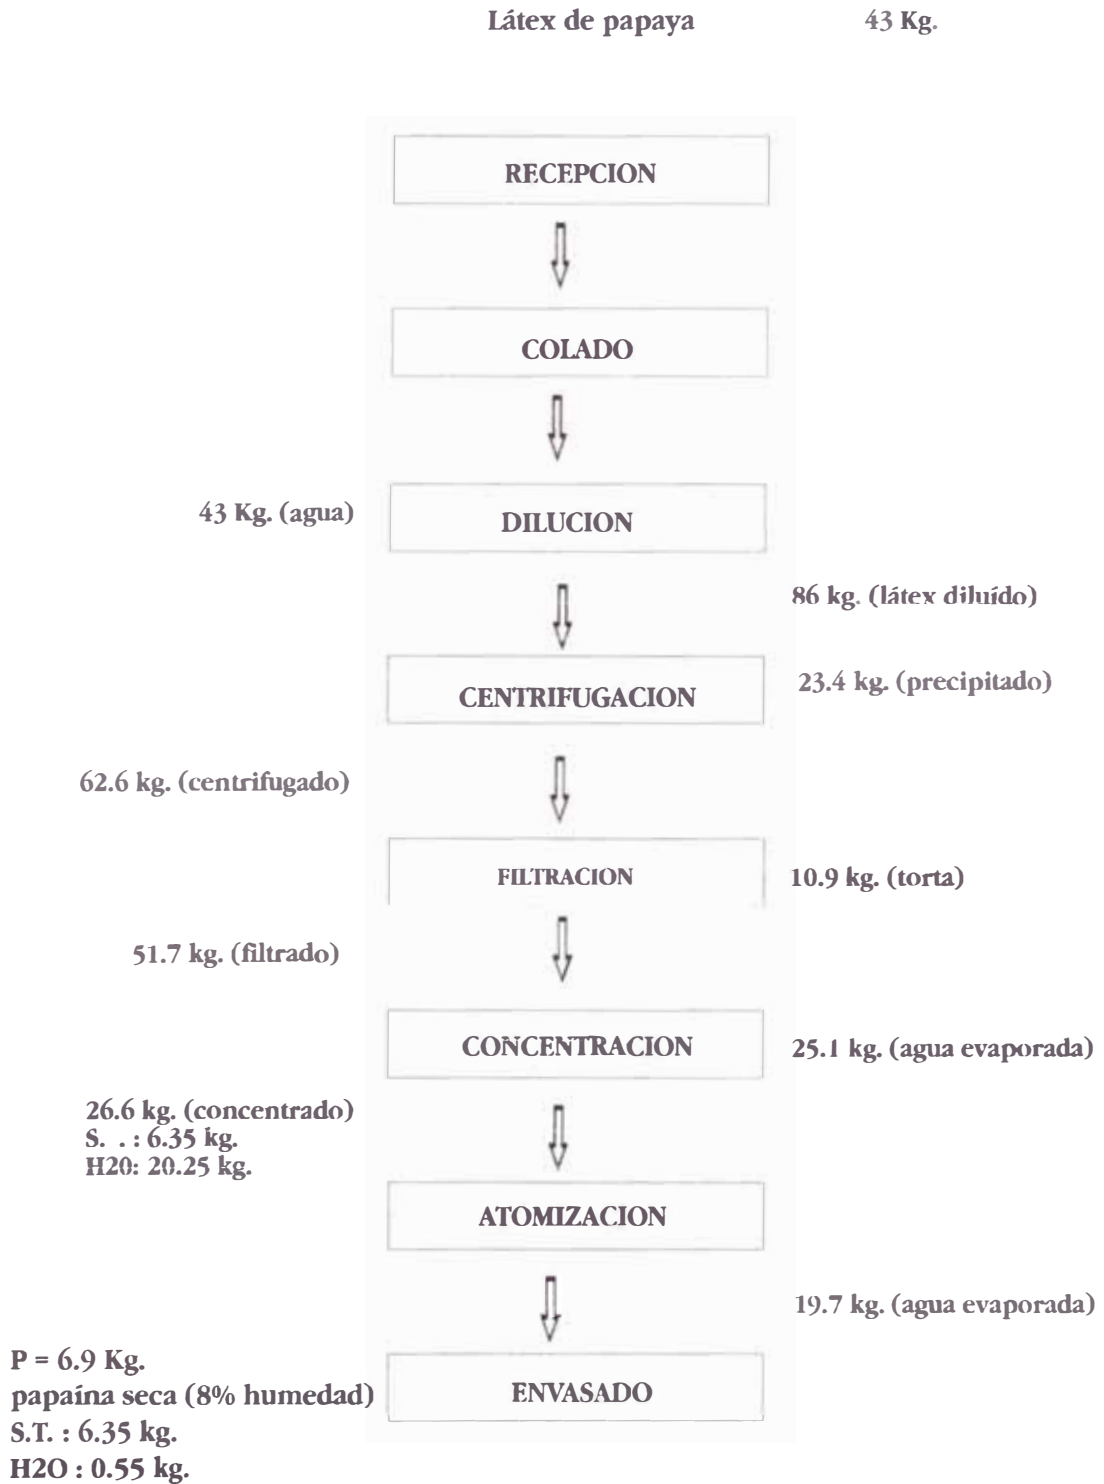 Látex de papaya 43 Kg.
RECEPCION
COLADO
43 Kg. (agua)
DILUCION
86 kg. (látex diluído)
CENTRIFUGACION
23.4 kg. (precipitado)
62.6 kg. (centrifugado)
FILTRACION
10.9 kg. (torta)
51.7 kg. (filtrado)
CONCENTRACION
25.1 kg. (agua evaporada)
26.6 kg. (concentrado)
S. . : 6.35 kg.
H20: 20.25 kg.
ATOMIZACION
19.7 kg. (agua evaporada)
P = 6.9 Kg.
papaína seca (8% humedad)
ENVASADO
S.T. : 6.35 kg.
H2O : 0.55 kg.